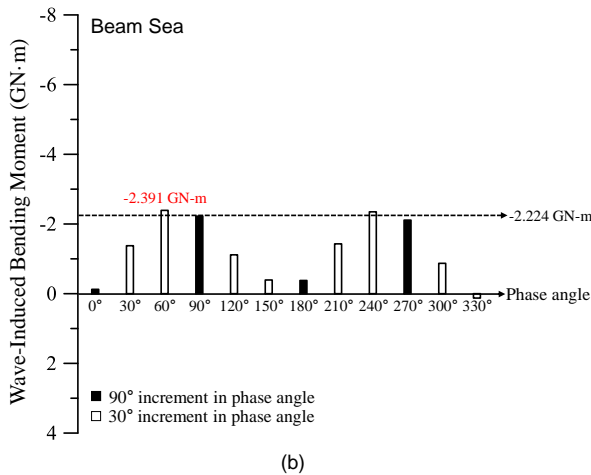 Beam Sea
Wave-Induced Bending Moment (GN·m)
-8
-6
-4
-2
0
2
4
-2.391 GN-m
-2.224 GN-m
Phase angle
0° 30° 60° 90° 120° 150° 180° 210° 240° 270° 300° 330°
90° increment in phase angle
30° increment in phase angle
(b)